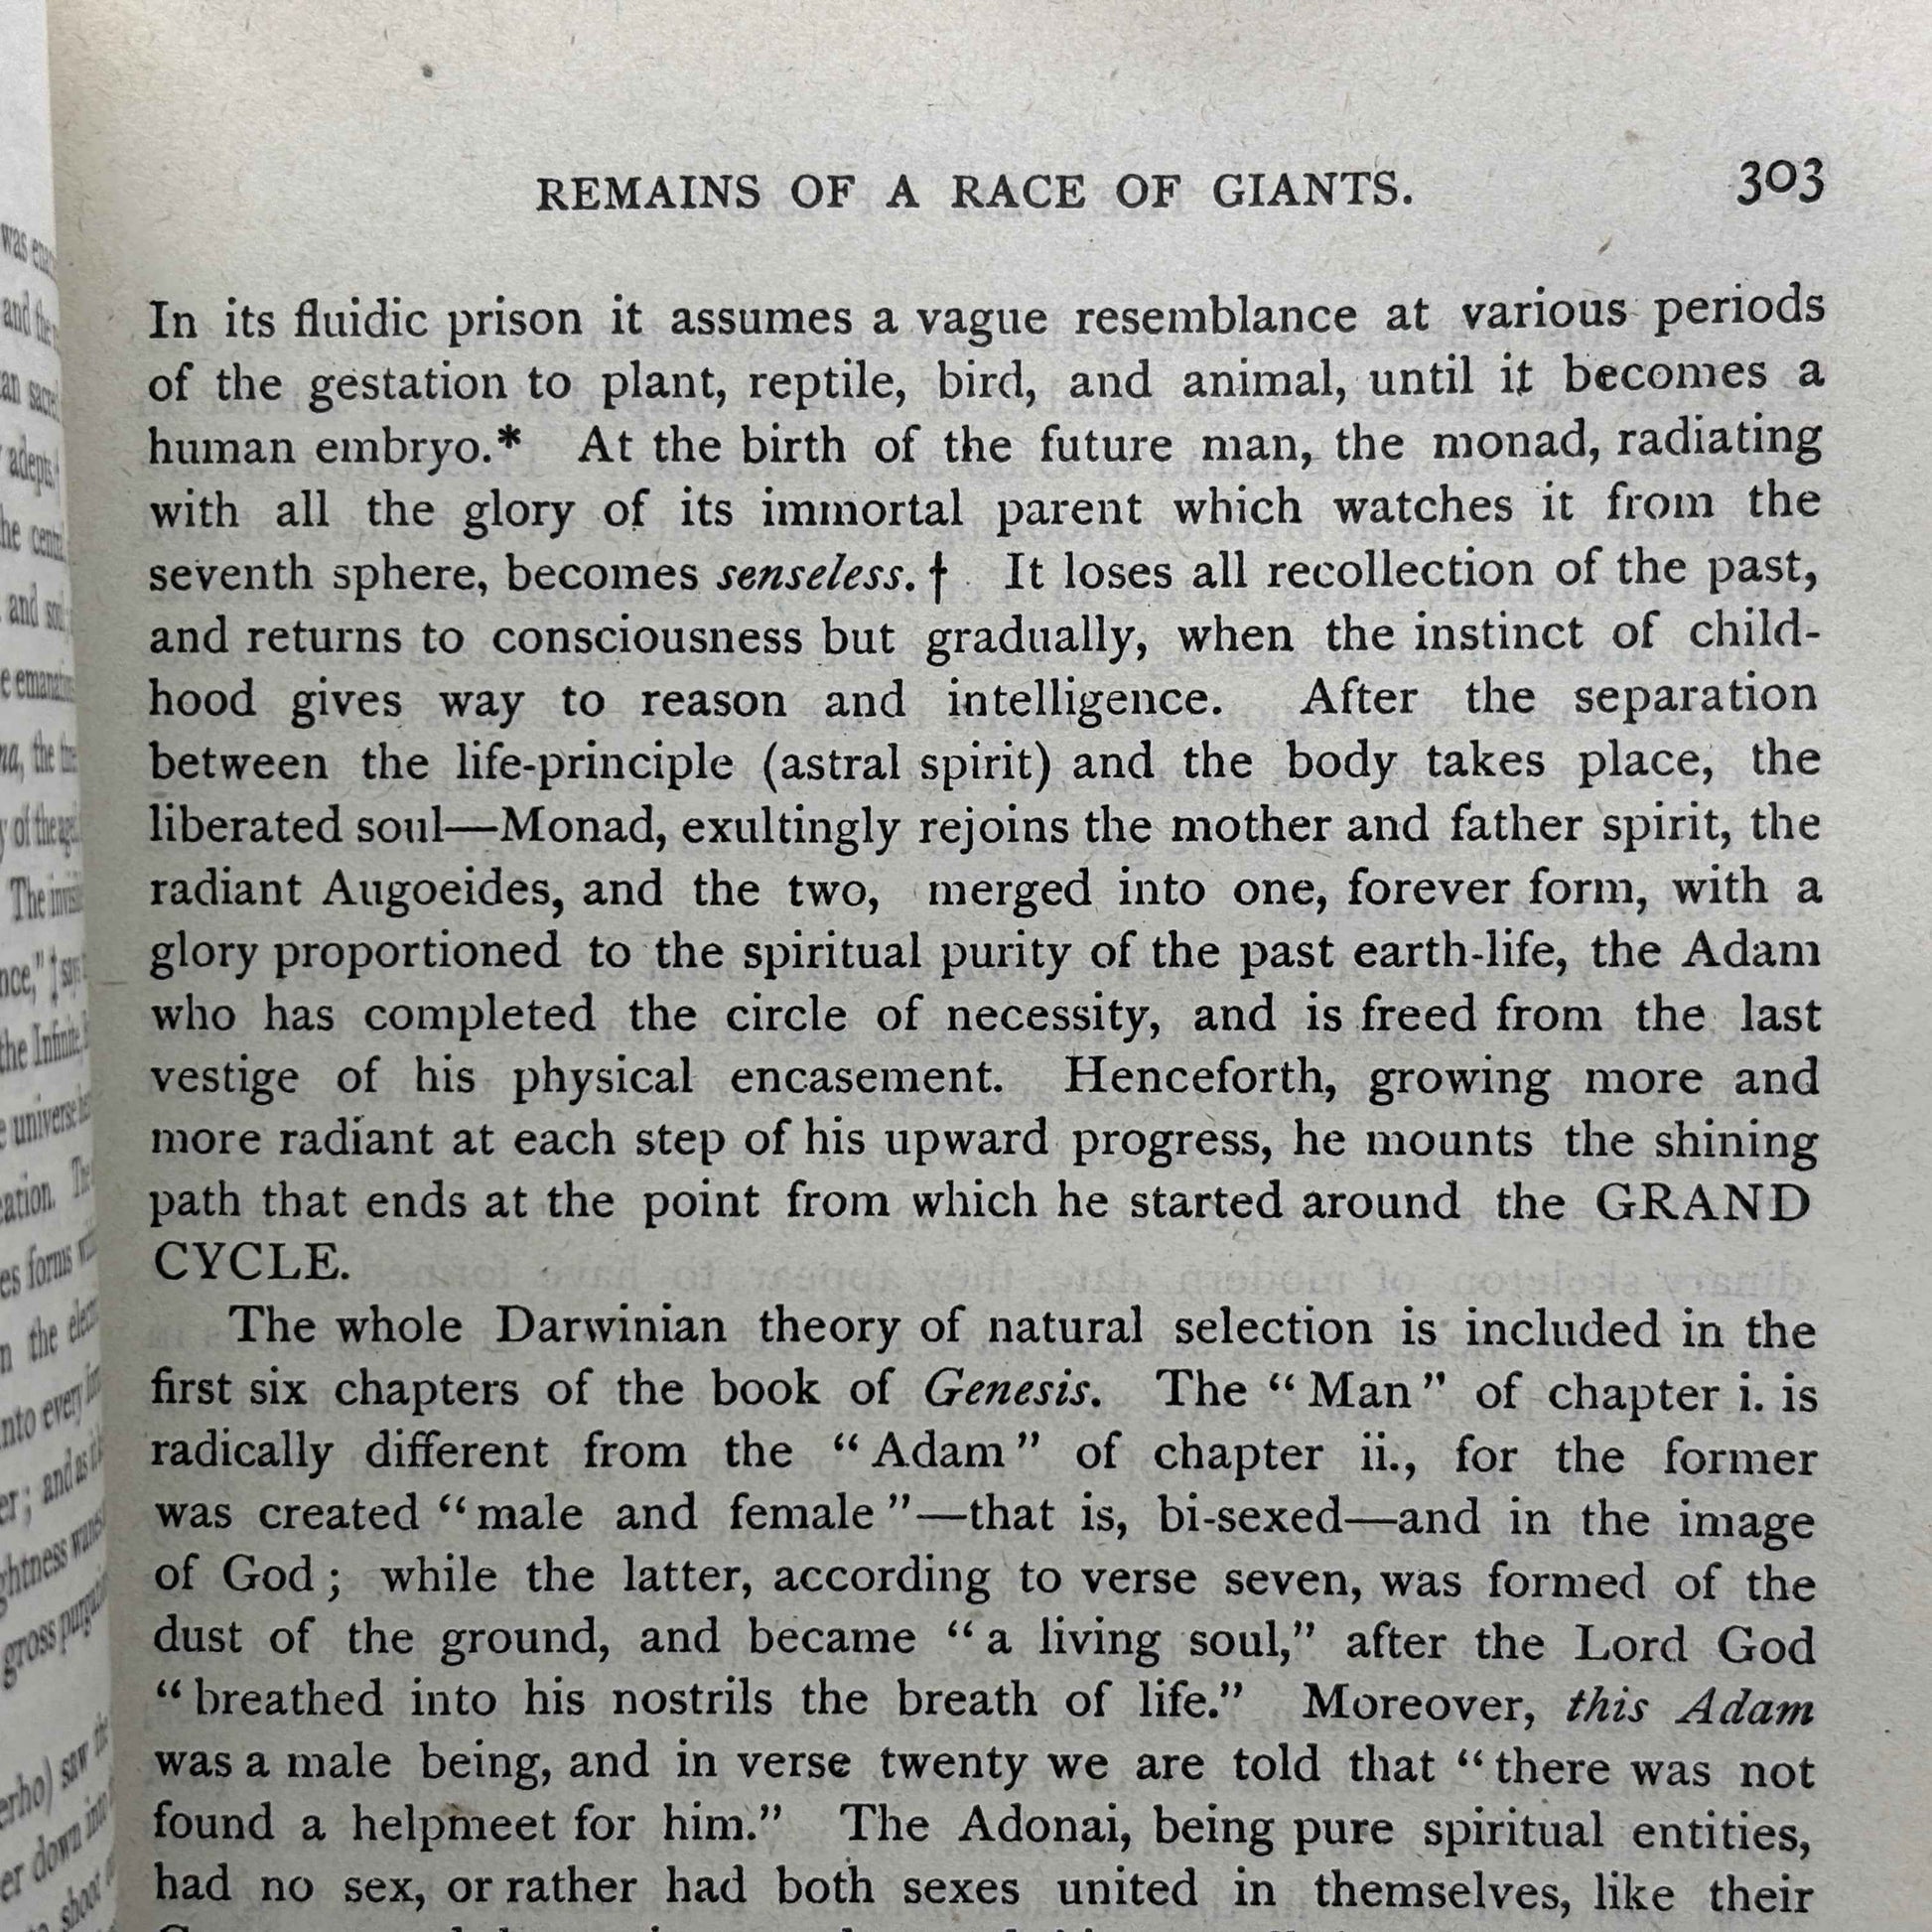 REMAINS OF A RACE OF GIANTS. 303
In its fluidic prison it assumes a vague resemblance at various periods
of the gestation to plant, reptile, bird, and animal, until it becomes a
human embryo.* At the birth of the future man, the monad, radiating
with all the glory of its immortal parent which watches it from the
seventh sphere, becomes senseless.† It loses all recollection of the past,
and returns to consciousness but gradually, when the instinct of child-
hood gives way to reason and intelligence. After the separation
between the life-principle (astral spirit) and the body takes place, the
liberated soul—Monad, exultingly rejoins the mother and father spirit, the
radiant Augoeides, and the two, merged into one, forever form, with a
glory proportioned to the spiritual purity of the past earth-life, the Adam
who has completed the circle of necessity, and is freed from the last
vestige of his physical encasement. Henceforth, growing more and
more radiant at each step of his upward progress, he mounts the shining
path that ends at the point from which he started around the GRAND
CYCLE.
The whole Darwinian theory of natural selection is included in the
first six chapters of the book of Genesis. The “Man” of chapter i. is
radically different from the “Adam” of chapter ii., for the former
was created “male and female”—that is, bi-sexed—and in the image
of God; while the latter, according to verse seven, was formed of the
dust of the ground, and became “a living soul,” after the Lord God
“breathed into his nostrils the breath of life.” Moreover, this Adam
was a male being, and in verse twenty we are told that “there was not
found a helpmeet for him.” The Adonai, being pure spiritual entities,
had no sex, or rather had both sexes united in themselves, like their